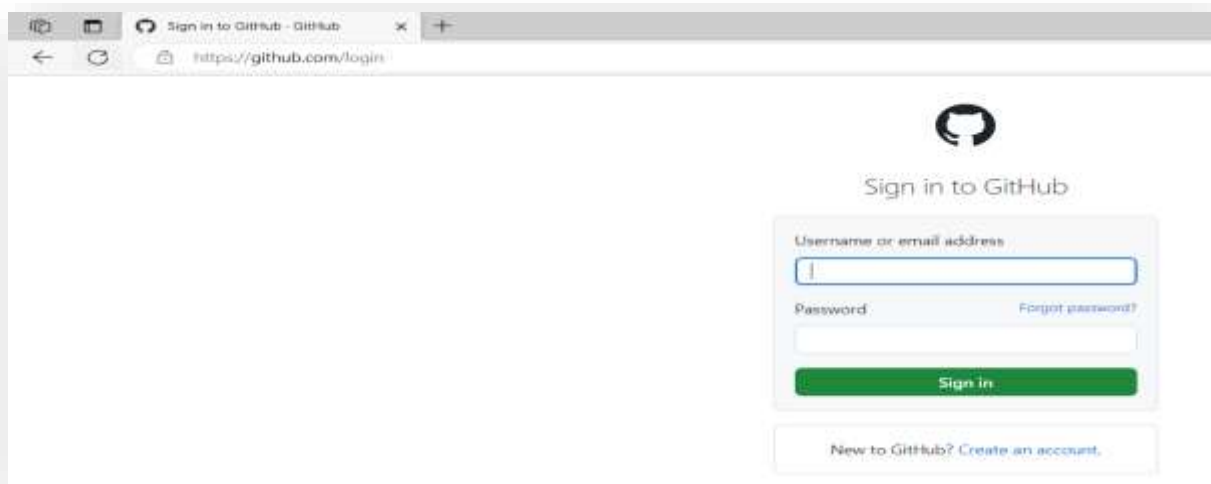 Sign in to GitHub · GitHub
https://github.com/login
Sign in to GitHub
Username or email address
Password Forgot password?
Sign in
New to GitHub? Create an account.